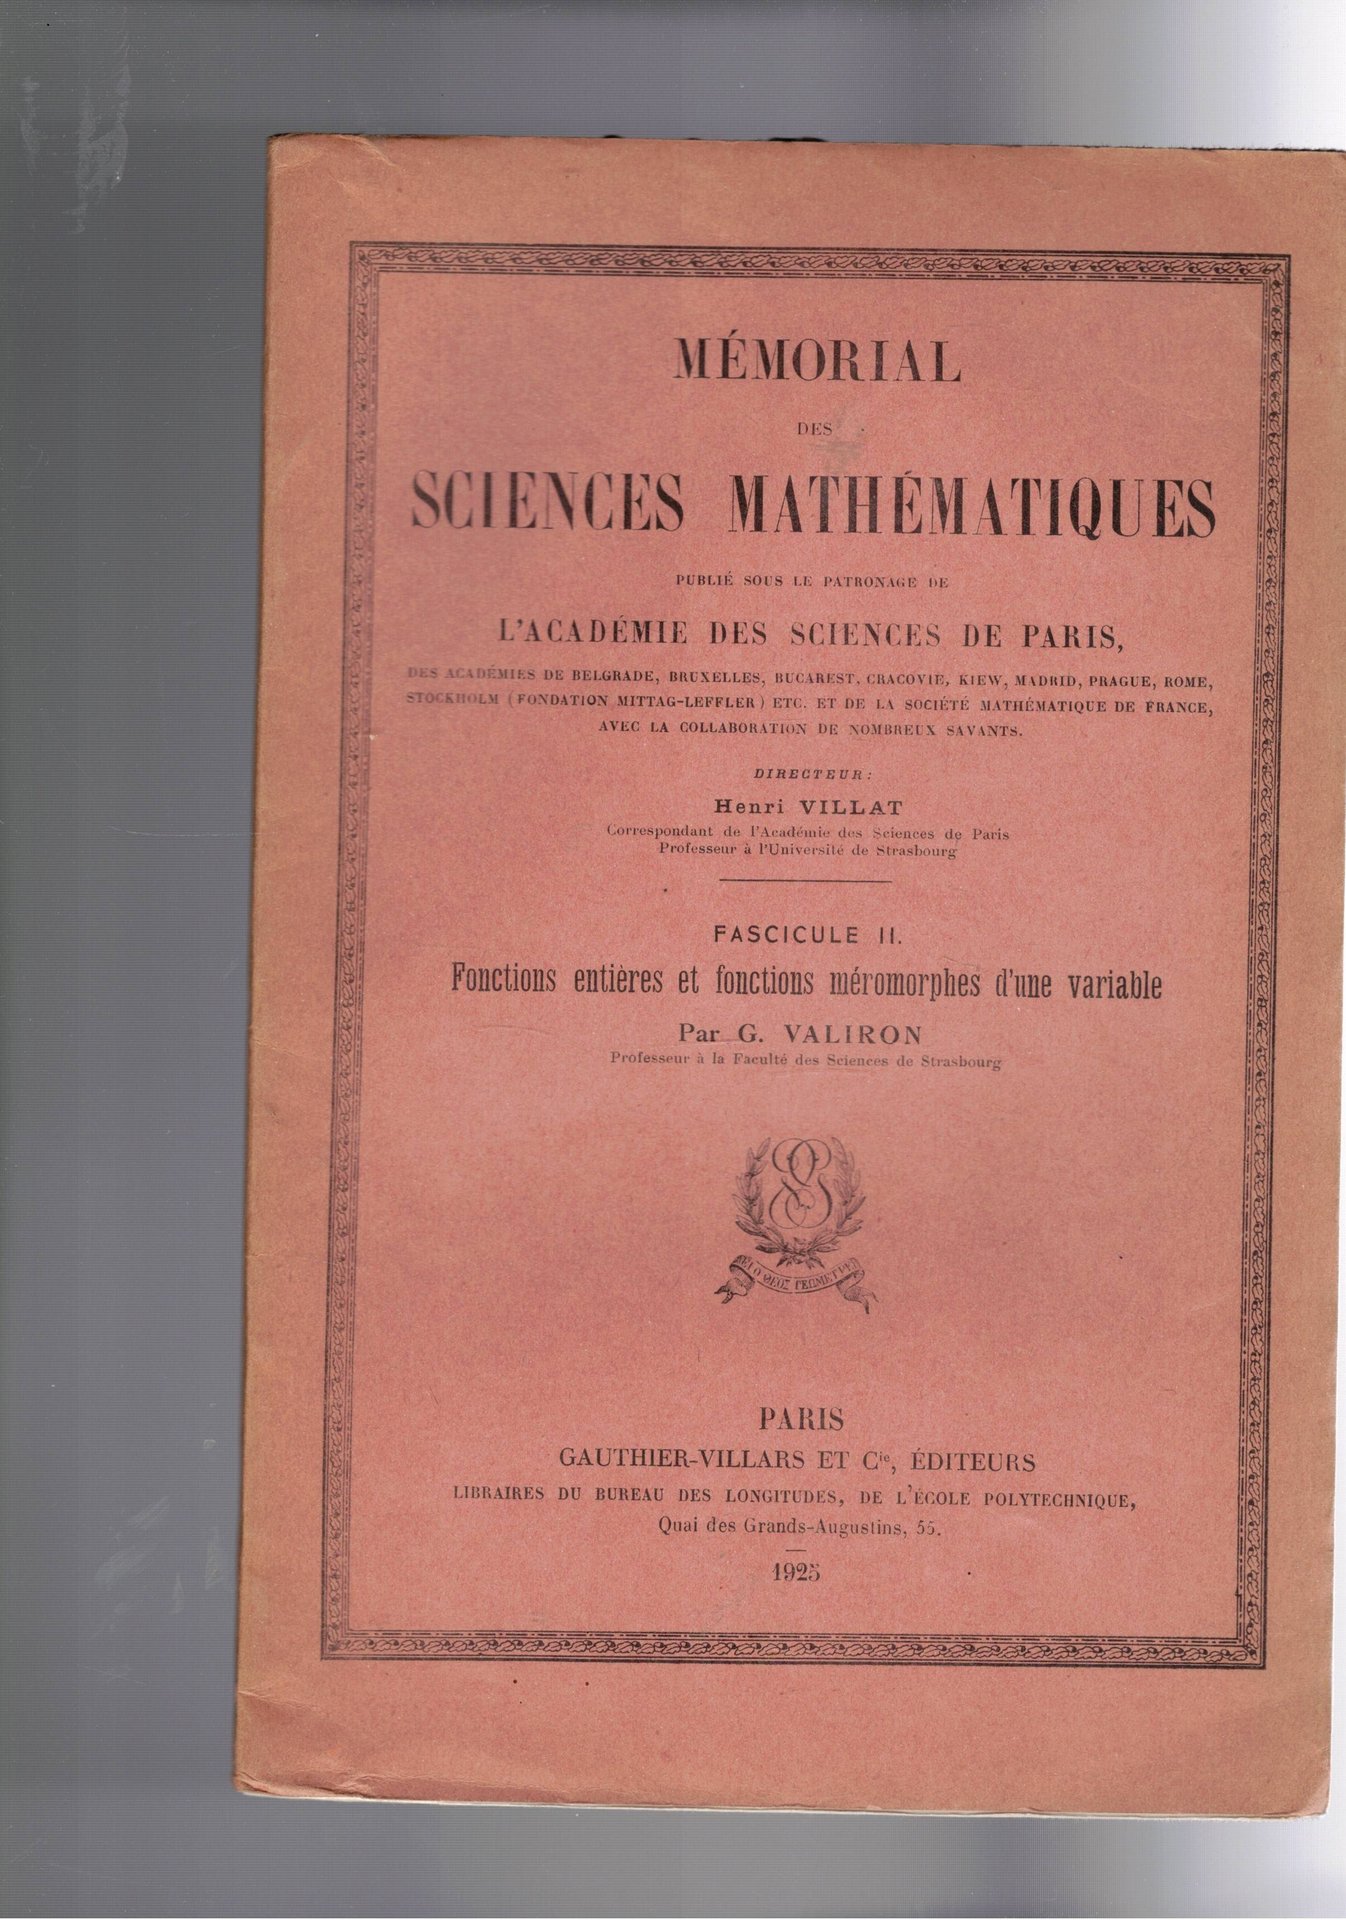 MÉMORIAL
DES
SCIENCES MATHÉMATIQUES
PUBLIÉ SOUS LE PATRONAGE DE
L'ACADÉMIE DES SCIENCES DE PARIS,
DES ACADÉMIES DE BELGRADE, BRUXELLES, BUCAREST, CRACOVIE, KIEW, MADRID, PRAGUE, ROME,
STOCKHOLM (FONDATION MITTAG-LEFFLER) ETC. ET DE LA SOCIÉTÉ MATHÉMATIQUE DE FRANCE,
AVEC LA COLLABORATION DE NOMBREUX SAVANTS.
DIRECTEUR:
Henri VILLAT
Correspondant de l'Académie des Sciences de Paris
Professeur à l'Université de Strasbourg
FASCICULE II.
Fonctions entières et fonctions méromorphes d'une variable
Par G. VALIRON
Professeur à la Faculté des Sciences de Strasbourg
Ο ΘΕΟΣ ΓΕΩΜΕΤΡΕΙ
PARIS
GAUTHIER-VILLARS ET Cie, ÉDITEURS
LIBRAIRES DU BUREAU DES LONGITUDES, DE L'ÉCOLE POLYTECHNIQUE,
Quai des Grands-Augustins, 55.
1925